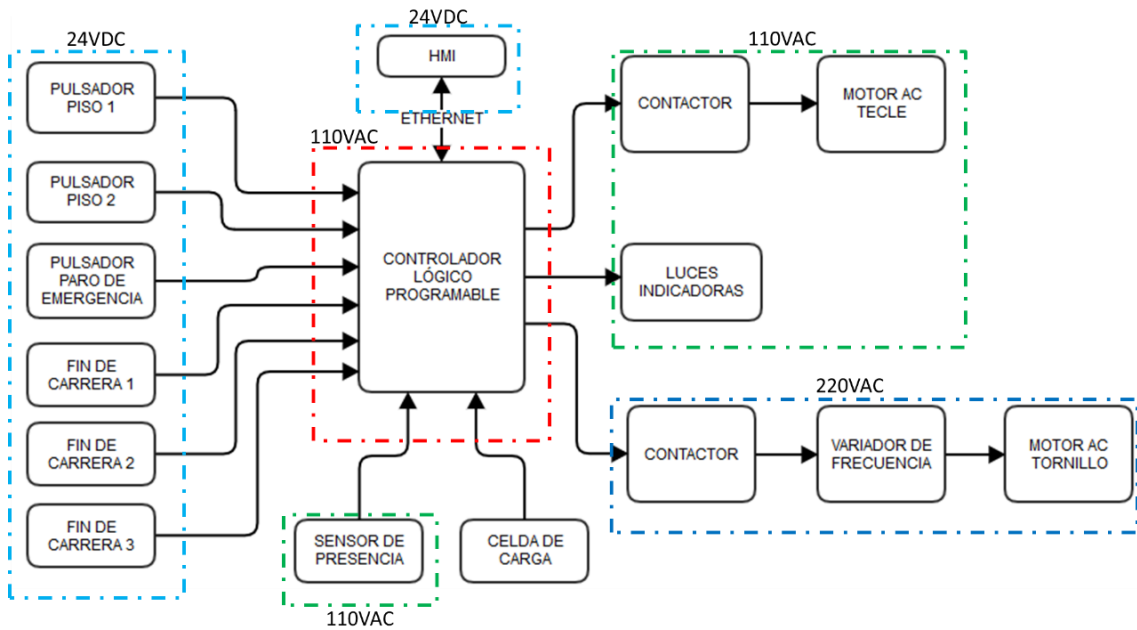 24VDC
PULSADOR
PISO 1
PULSADOR
PISO 2
PULSADOR
PARO DE
EMERGENCIA
FIN DE
CARRERA 1
FIN DE
CARRERA 2
FIN DE
CARRERA 3
24VDC
HMI
ETHERNET
110VAC
CONTROLADOR
LÓGICO
PROGRAMABLE
SENSOR DE
PRESENCIA
110VAC
CELDA DE
CARGA
110VAC
CONTACTOR
MOTOR AC
TECLE
LUCES
INDICADORAS
220VAC
CONTACTOR
VARIADOR DE
FRECUENCIA
MOTOR AC
TORNILLO